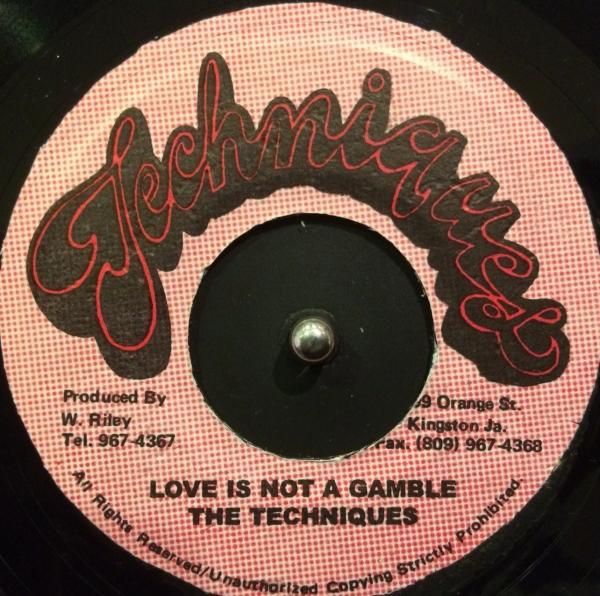 Techniques
Produced By
W. Riley
Tel. 967-4367
9 Orange St.
Kingston Ja.
Fax. (809) 967-4368
LOVE IS NOT A GAMBLE
THE TECHNIQUES
All Rights Reserved/Unauthorized Copying Strictly Prohibited.